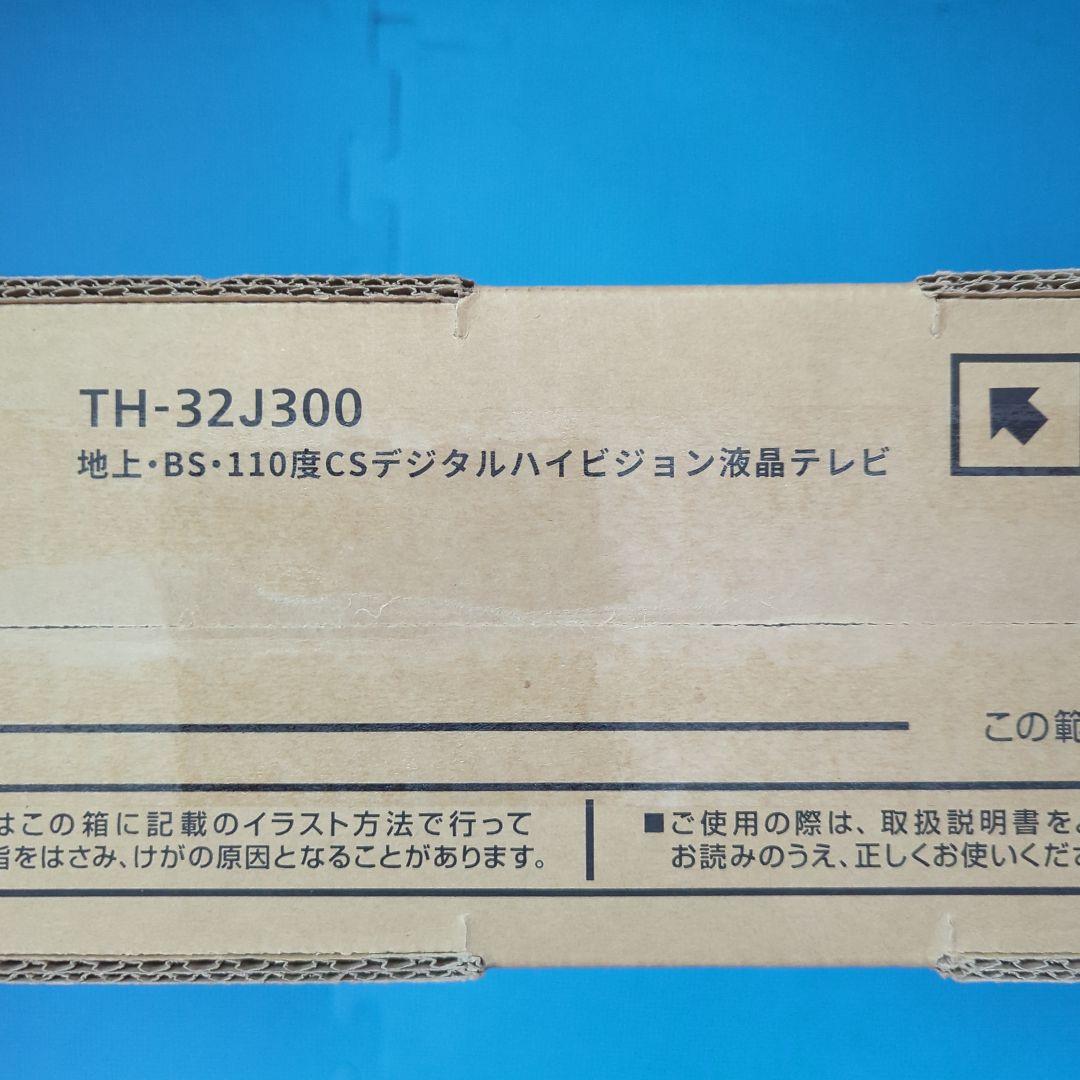 TH-32J300
地上・BS・110度CSデジタルハイビジョン液晶テレビ
この範
はこの箱に記載のイラスト方法で行って
をはさみ、けがの原因となることがあります。
■ご使用の際は、取扱説明書を
お読みのうえ、正しくお使いくださ